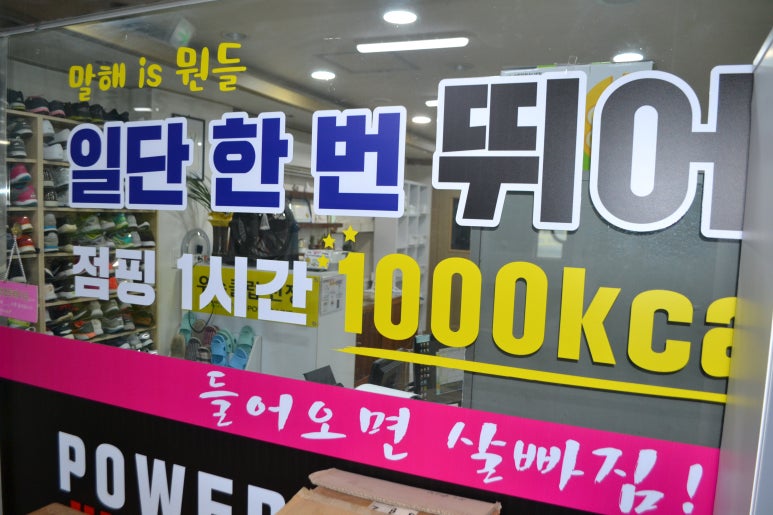 말해 is 뭔들
일단 한 번 뛰어
점핑 1시간 1000kca
들어오면 살빠짐!
POWER